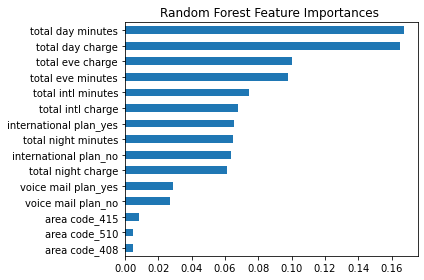 Random Forest Feature Importances
total day minutes
total day charge
total eve charge
total eve minutes
total intl minutes
total intl charge
international plan_yes
total night minutes
international plan_no
total night charge
voice mail plan_yes
voice mail plan_no
area code_415
area code_510
area code_408
0.00 0.02 0.04 0.06 0.08 0.10 0.12 0.14 0.16